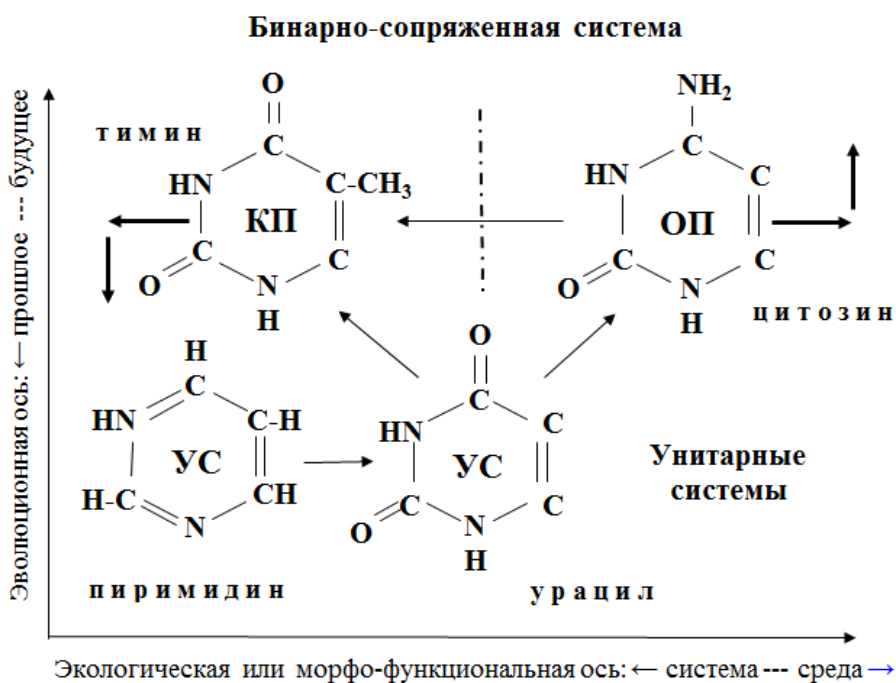 Бинарно-сопряженная система
Эволюционная ось: ← прошлое --- будущее
тимин
O
C
HN
C-CH₃
КП
C
C
O
N
H
NH₂
C
HN
C
ОП
C
C
O
N
H
цитозин
H
C
HN
C-H
УС
H-C
CH
N
пиримидин
O
C
HN
C
УС
C
C
O
N
H
урацил
Унитарные
системы
Экологическая или морфо-функциональная ось: ← система --- среда →